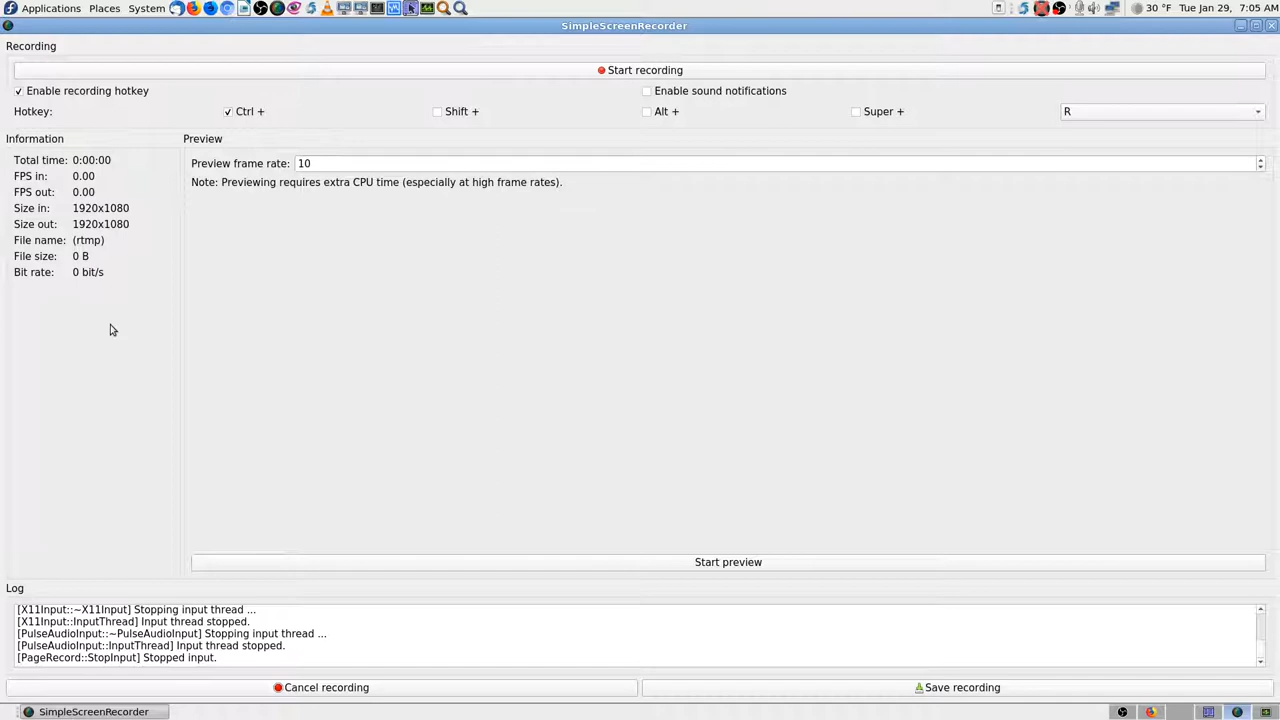 Applications Places System 30 °F Tue Jan 29, 7:05 AM
SimpleScreenRecorder
Recording
Start recording
Enable recording hotkey Enable sound notifications
Hotkey: Ctrl + Shift + Alt + Super + R
Information Preview
Total time: 0:00:00
FPS in: 0.00
FPS out: 0.00
Size in: 1920x1080
Size out: 1920x1080
File name: (rtmp)
File size: 0 B
Bit rate: 0 bit/s
Preview frame rate: 10
Note: Previewing requires extra CPU time (especially at high frame rates).
Start preview
Log
[X11Input::~X11Input] Stopping input thread ...
[X11Input::InputThread] Input thread stopped.
[PulseAudioInput::~PulseAudioInput] Stopping input thread ...
[PulseAudioInput::InputThread] Input thread stopped.
[PageRecord::StopInput] Stopped input.
Cancel recording Save recording
SimpleScreenRecorder